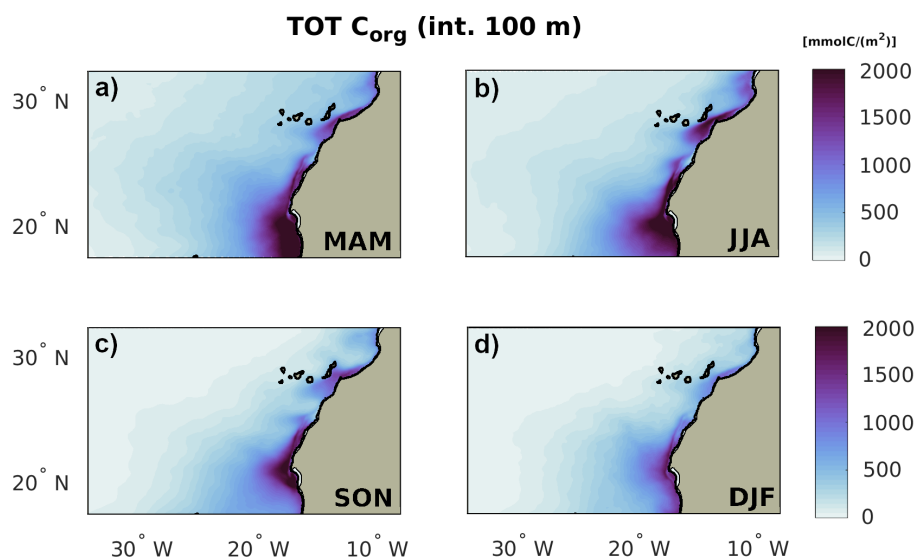 TOT Corg (int. 100 m)
[mmolC/(m²)]
a)
30° N
20° N
MAM
b)
JJA
2000
1500
1000
500
0
c)
30° N
20° N
SON
30° W
20° W
10° W
d)
DJF
30° W
20° W
10° W
2000
1500
1000
500
0